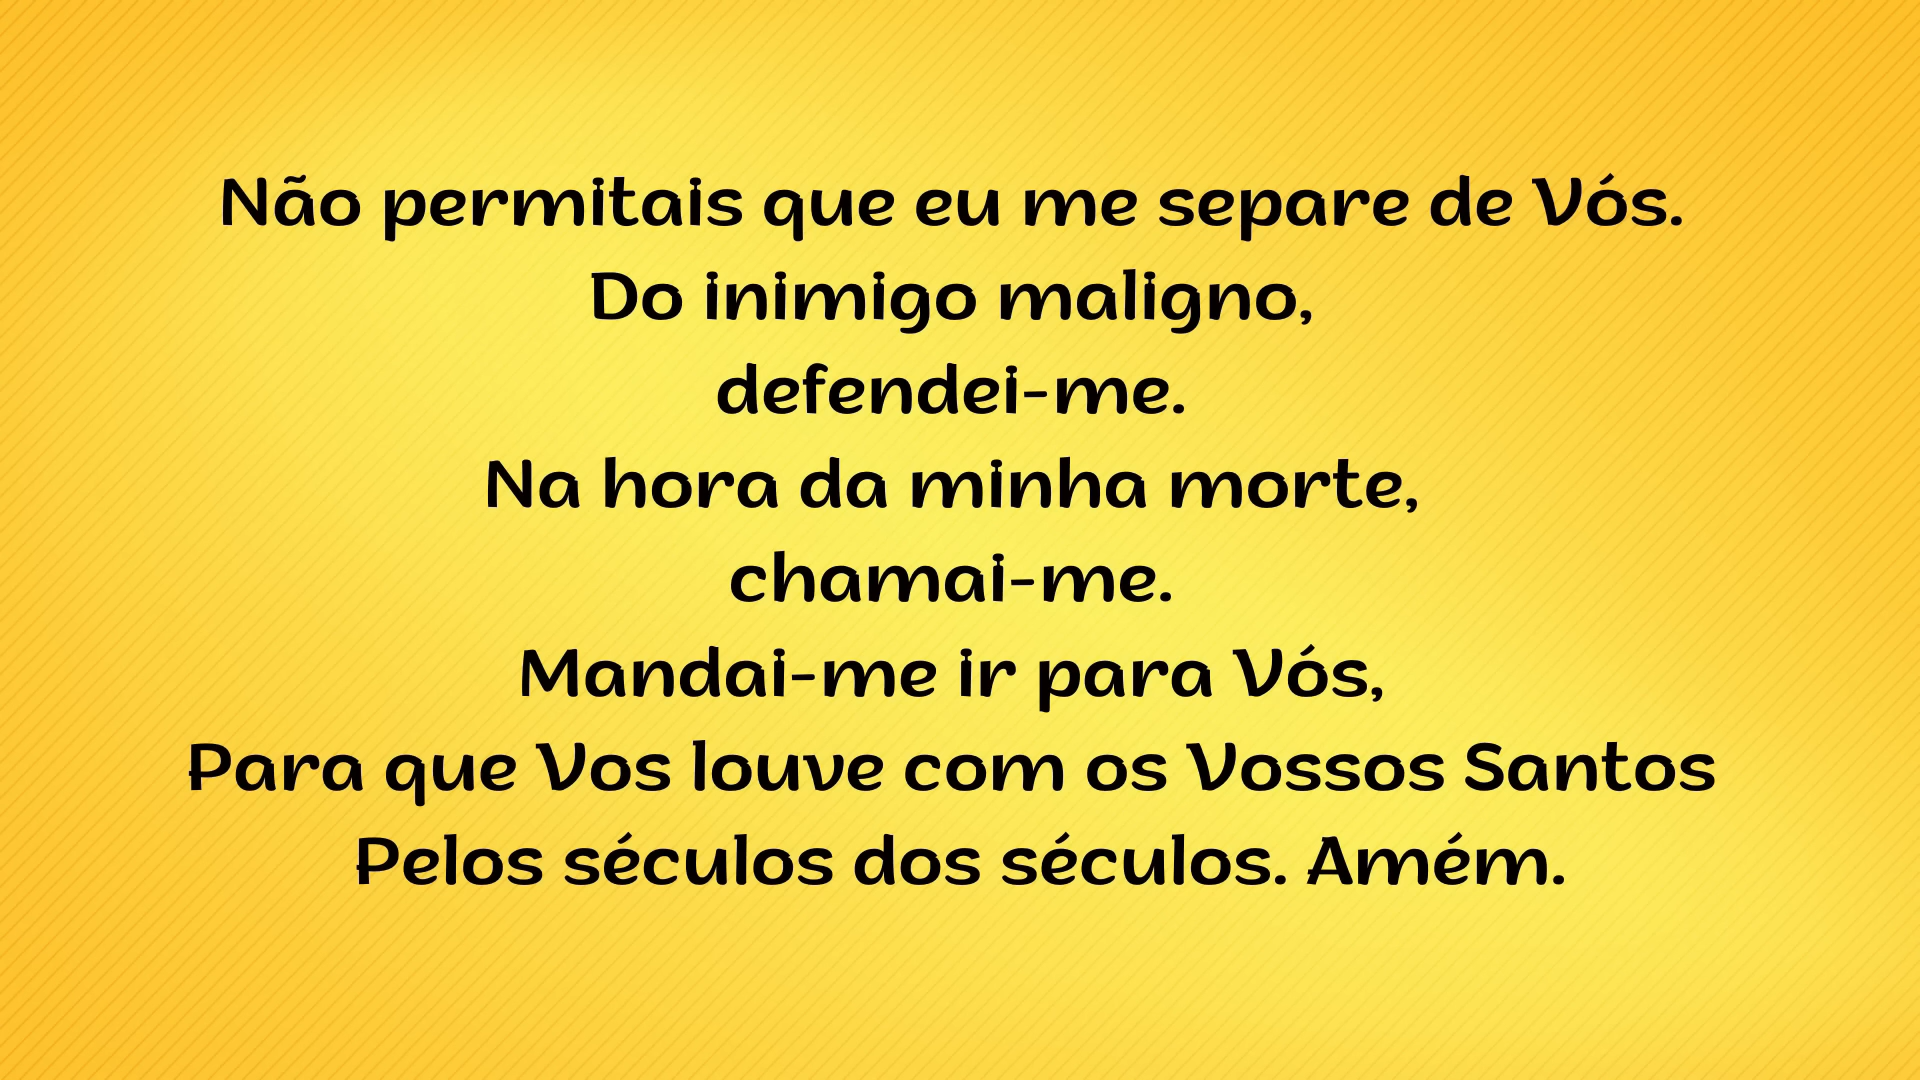 Não permitais que eu me separe de Vós.
Do inimigo maligno,
defendei-me.
Na hora da minha morte,
chamai-me.
Mandai-me ir para Vós,
Para que Vos louve com os Vossos Santos
Pelos séculos dos séculos. Amém.